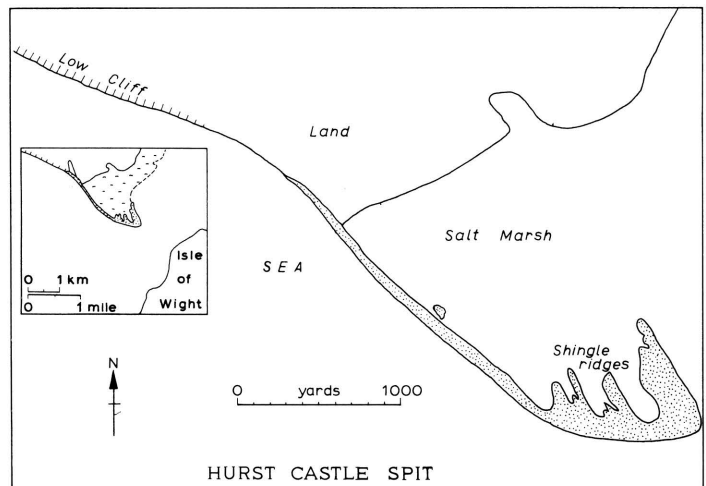 Low Cliff
Land
Salt Marsh
SEA
Isle
of
Wight
0 1 km
0 1 mile
N
0 yards 1000
Shingle
ridges
HURST CASTLE SPIT